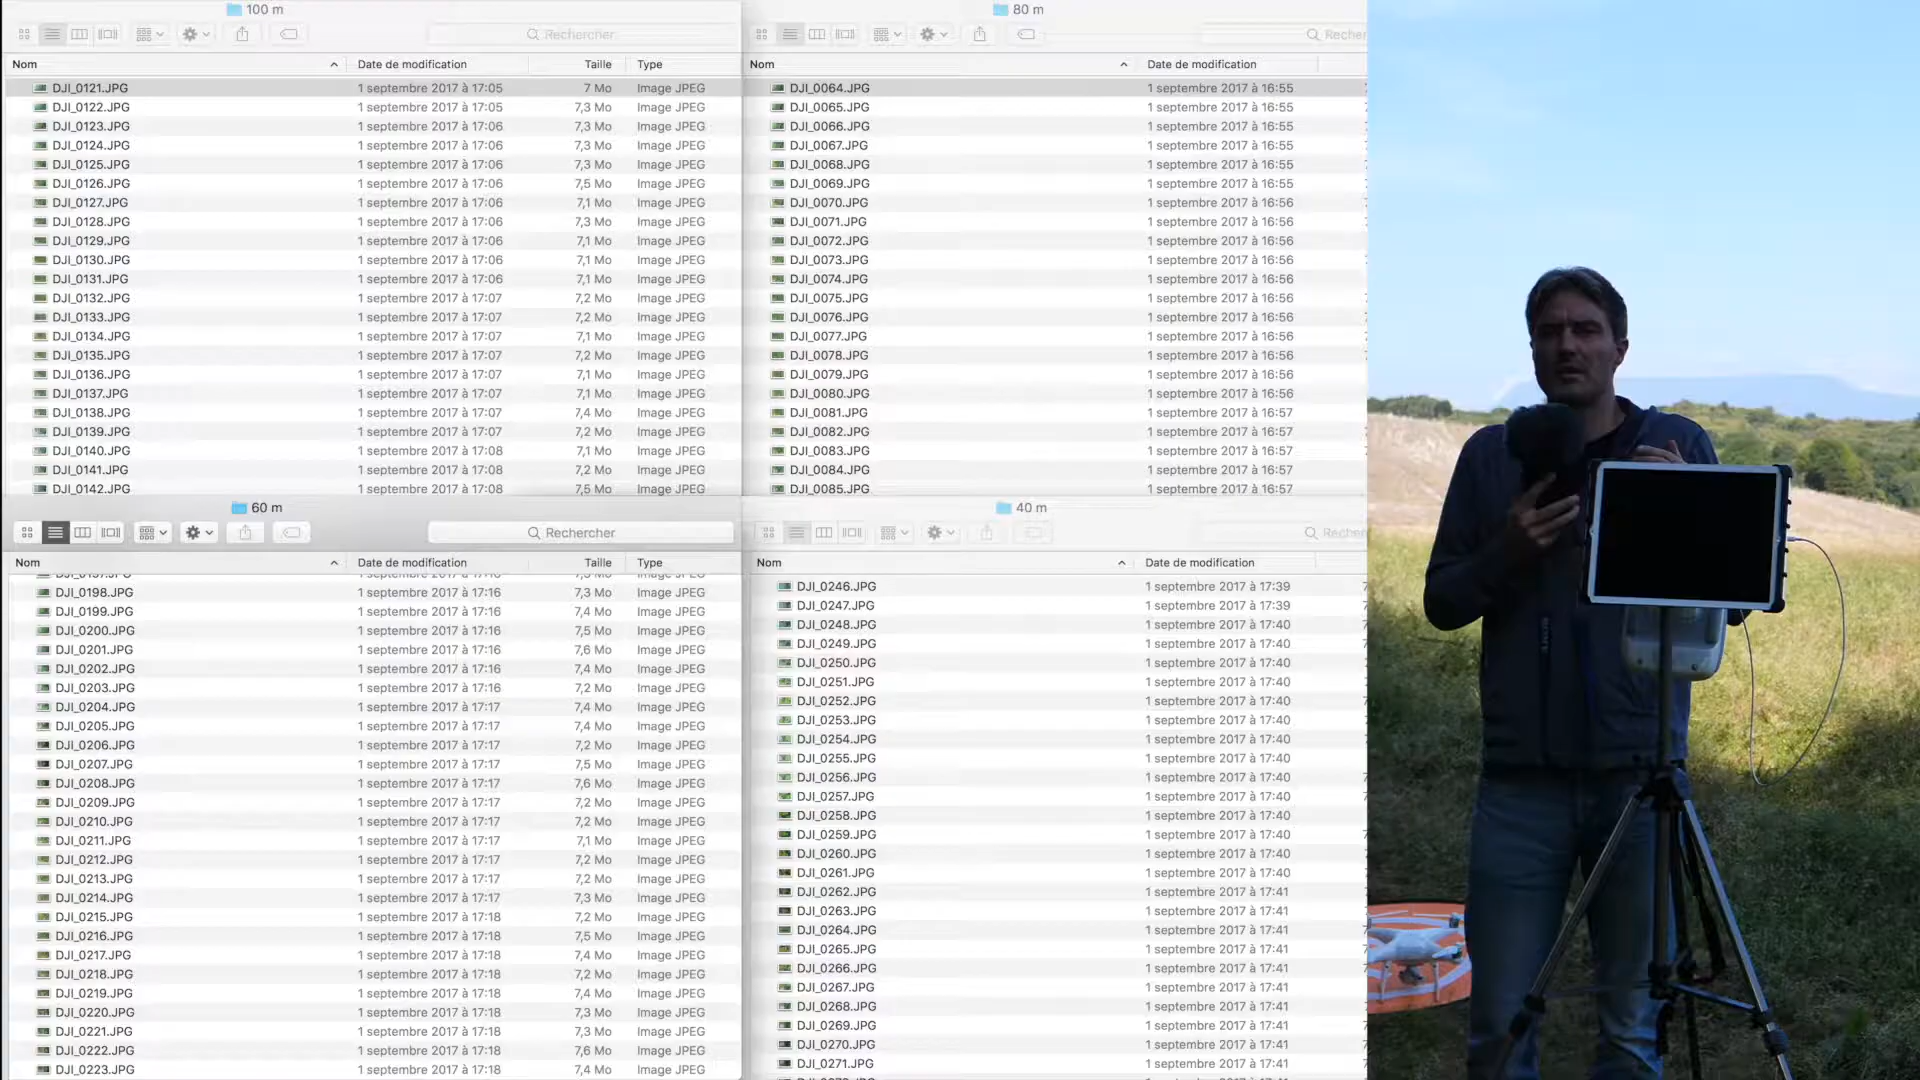 100 m
Rechercher
Nom Date de modification Taille Type
DJI_0121.JPG 1 septembre 2017 à 17:05 7 Mo Image JPEG
DJI_0122.JPG 1 septembre 2017 à 17:05 7,3 Mo Image JPEG
DJI_0123.JPG 1 septembre 2017 à 17:06 7,3 Mo Image JPEG
DJI_0124.JPG 1 septembre 2017 à 17:06 7,3 Mo Image JPEG
DJI_0125.JPG 1 septembre 2017 à 17:06 7,3 Mo Image JPEG
DJI_0126.JPG 1 septembre 2017 à 17:06 7,5 Mo Image JPEG
DJI_0127.JPG 1 septembre 2017 à 17:06 7,1 Mo Image JPEG
DJI_0128.JPG 1 septembre 2017 à 17:06 7,3 Mo Image JPEG
DJI_0129.JPG 1 septembre 2017 à 17:06 7,1 Mo Image JPEG
DJI_0130.JPG 1 septembre 2017 à 17:06 7,1 Mo Image JPEG
DJI_0131.JPG 1 septembre 2017 à 17:06 7,1 Mo Image JPEG
DJI_0132.JPG 1 septembre 2017 à 17:07 7,2 Mo Image JPEG
DJI_0133.JPG 1 septembre 2017 à 17:07 7,2 Mo Image JPEG
DJI_0134.JPG 1 septembre 2017 à 17:07 7,1 Mo Image JPEG
DJI_0135.JPG 1 septembre 2017 à 17:07 7,2 Mo Image JPEG
DJI_0136.JPG 1 septembre 2017 à 17:07 7,1 Mo Image JPEG
DJI_0137.JPG 1 septembre 2017 à 17:07 7,1 Mo Image JPEG
DJI_0138.JPG 1 septembre 2017 à 17:07 7,4 Mo Image JPEG
DJI_0139.JPG 1 septembre 2017 à 17:07 7,2 Mo Image JPEG
DJI_0140.JPG 1 septembre 2017 à 17:08 7,1 Mo Image JPEG
DJI_0141.JPG 1 septembre 2017 à 17:08 7,2 Mo Image JPEG
DJI_0142.JPG 1 septembre 2017 à 17:08 7,5 Mo Image JPEG
80 m
Nom Date de modification
DJI_0064.JPG 1 septembre 2017 à 16:55
DJI_0065.JPG 1 septembre 2017 à 16:55
DJI_0066.JPG 1 septembre 2017 à 16:55
DJI_0067.JPG 1 septembre 2017 à 16:55
DJI_0068.JPG 1 septembre 2017 à 16:55
DJI_0069.JPG 1 septembre 2017 à 16:55
DJI_0070.JPG 1 septembre 2017 à 16:56
DJI_0071.JPG 1 septembre 2017 à 16:56
DJI_0072.JPG 1 septembre 2017 à 16:56
DJI_0073.JPG 1 septembre 2017 à 16:56
DJI_0074.JPG 1 septembre 2017 à 16:56
DJI_0075.JPG 1 septembre 2017 à 16:56
DJI_0076.JPG 1 septembre 2017 à 16:56
DJI_0077.JPG 1 septembre 2017 à 16:56
DJI_0078.JPG 1 septembre 2017 à 16:56
DJI_0079.JPG 1 septembre 2017 à 16:56
DJI_0080.JPG 1 septembre 2017 à 16:56
DJI_0081.JPG 1 septembre 2017 à 16:57
DJI_0082.JPG 1 septembre 2017 à 16:57
DJI_0083.JPG 1 septembre 2017 à 16:57
DJI_0084.JPG 1 septembre 2017 à 16:57
DJI_0085.JPG 1 septembre 2017 à 16:57
60 m
Rechercher
Nom Date de modification Taille Type
DJI_0198.JPG 1 septembre 2017 à 17:16 7,3 Mo Image JPEG
DJI_0199.JPG 1 septembre 2017 à 17:16 7,4 Mo Image JPEG
DJI_0200.JPG 1 septembre 2017 à 17:16 7,5 Mo Image JPEG
DJI_0201.JPG 1 septembre 2017 à 17:16 7,6 Mo Image JPEG
DJI_0202.JPG 1 septembre 2017 à 17:16 7,4 Mo Image JPEG
DJI_0203.JPG 1 septembre 2017 à 17:16 7,2 Mo Image JPEG
DJI_0204.JPG 1 septembre 2017 à 17:17 7,4 Mo Image JPEG
DJI_0205.JPG 1 septembre 2017 à 17:17 7,4 Mo Image JPEG
DJI_0206.JPG 1 septembre 2017 à 17:17 7,2 Mo Image JPEG
DJI_0207.JPG 1 septembre 2017 à 17:17 7,5 Mo Image JPEG
DJI_0208.JPG 1 septembre 2017 à 17:17 7,6 Mo Image JPEG
DJI_0209.JPG 1 septembre 2017 à 17:17 7,2 Mo Image JPEG
DJI_0210.JPG 1 septembre 2017 à 17:17 7,2 Mo Image JPEG
DJI_0211.JPG 1 septembre 2017 à 17:17 7,1 Mo Image JPEG
DJI_0212.JPG 1 septembre 2017 à 17:17 7,2 Mo Image JPEG
DJI_0213.JPG 1 septembre 2017 à 17:17 7,2 Mo Image JPEG
DJI_0214.JPG 1 septembre 2017 à 17:17 7,3 Mo Image JPEG
DJI_0215.JPG 1 septembre 2017 à 17:18 7,2 Mo Image JPEG
DJI_0216.JPG 1 septembre 2017 à 17:18 7,5 Mo Image JPEG
DJI_0217.JPG 1 septembre 2017 à 17:18 7,4 Mo Image JPEG
DJI_0218.JPG 1 septembre 2017 à 17:18 7,2 Mo Image JPEG
DJI_0219.JPG 1 septembre 2017 à 17:18 7,4 Mo Image JPEG
DJI_0220.JPG 1 septembre 2017 à 17:18 7,3 Mo Image JPEG
DJI_0221.JPG 1 septembre 2017 à 17:18 7,3 Mo Image JPEG
DJI_0222.JPG 1 septembre 2017 à 17:18 7,6 Mo Image JPEG
DJI_0223.JPG 1 septembre 2017 à 17:18 7,4 Mo Image JPEG
40 m
Nom Date de modification
DJI_0246.JPG 1 septembre 2017 à 17:39
DJI_0247.JPG 1 septembre 2017 à 17:39
DJI_0248.JPG 1 septembre 2017 à 17:40
DJI_0249.JPG 1 septembre 2017 à 17:40
DJI_0250.JPG 1 septembre 2017 à 17:40
DJI_0251.JPG 1 septembre 2017 à 17:40
DJI_0252.JPG 1 septembre 2017 à 17:40
DJI_0253.JPG 1 septembre 2017 à 17:40
DJI_0254.JPG 1 septembre 2017 à 17:40
DJI_0255.JPG 1 septembre 2017 à 17:40
DJI_0256.JPG 1 septembre 2017 à 17:40
DJI_0257.JPG 1 septembre 2017 à 17:40
DJI_0258.JPG 1 septembre 2017 à 17:40
DJI_0259.JPG 1 septembre 2017 à 17:40
DJI_0260.JPG 1 septembre 2017 à 17:40
DJI_0261.JPG 1 septembre 2017 à 17:40
DJI_0262.JPG 1 septembre 2017 à 17:41
DJI_0263.JPG 1 septembre 2017 à 17:41
DJI_0264.JPG 1 septembre 2017 à 17:41
DJI_0265.JPG 1 septembre 2017 à 17:41
DJI_0266.JPG 1 septembre 2017 à 17:41
DJI_0267.JPG 1 septembre 2017 à 17:41
DJI_0268.JPG 1 septembre 2017 à 17:41
DJI_0269.JPG 1 septembre 2017 à 17:41
DJI_0270.JPG 1 septembre 2017 à 17:41
DJI_0271.JPG 1 septembre 2017 à 17:41